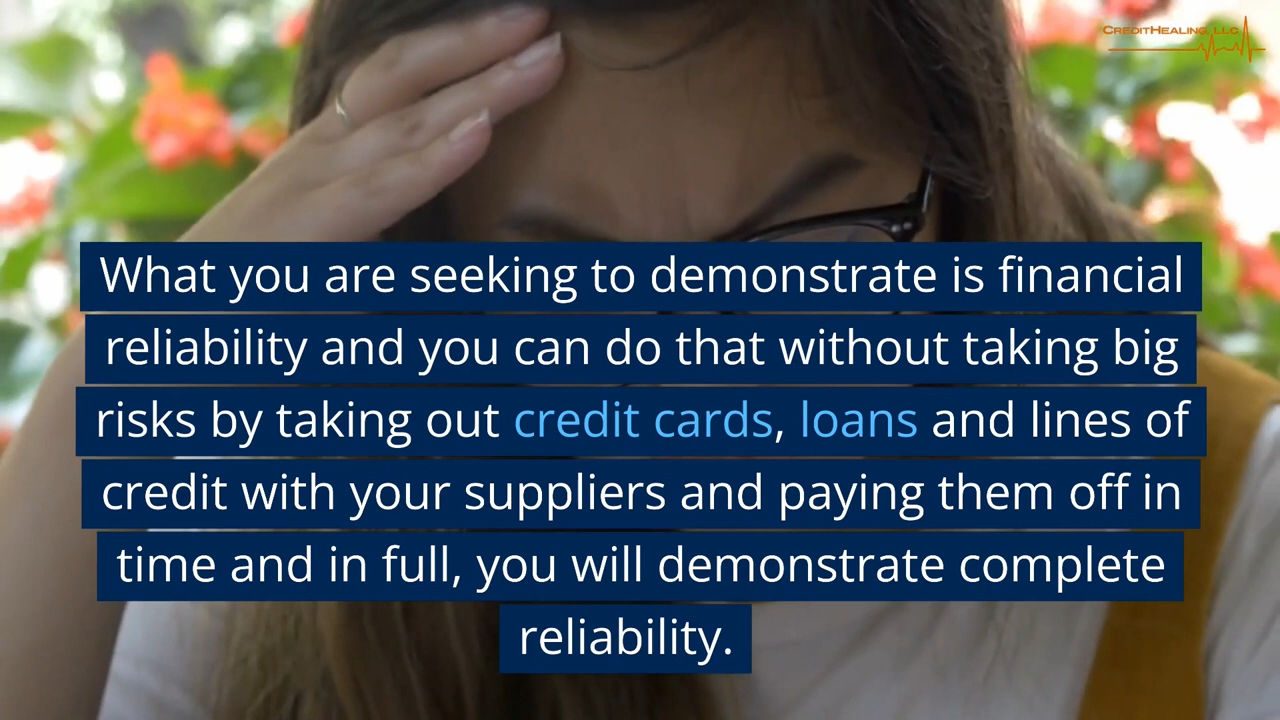 CREDITHEALING, LLC
What you are seeking to demonstrate is financial
reliability and you can do that without taking big
risks by taking out credit cards, loans and lines of
credit with your suppliers and paying them off in
time and in full, you will demonstrate complete
reliability.